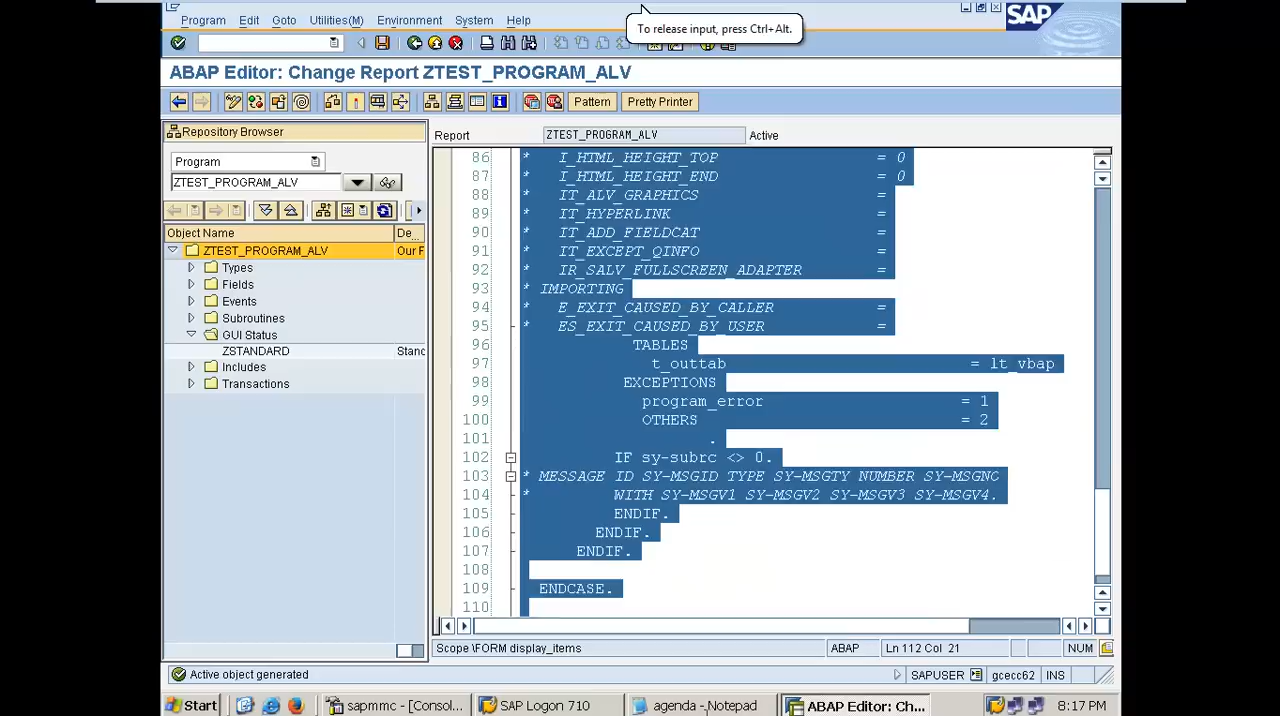 Program Edit Goto Utilities(M) Environment System Help
To release input, press Ctrl+Alt.
SAP
ABAP Editor: Change Report ZTEST_PROGRAM_ALV
Pattern Pretty Printer
Repository Browser
Program
ZTEST_PROGRAM_ALV
Object Name De...
ZTEST_PROGRAM_ALV Our F
Types
Fields
Events
Subroutines
GUI Status
ZSTANDARD Stand
Includes
Transactions
Report ZTEST_PROGRAM_ALV Active
86 * I_HTML_HEIGHT_TOP = 0
87 * I_HTML_HEIGHT_END = 0
88 * IT_ALV_GRAPHICS =
89 * IT_HYPERLINK =
90 * IT_ADD_FIELDCAT =
91 * IT_EXCEPT_QINFO =
92 * IR_SALV_FULLSCREEN_ADAPTER =
93 * IMPORTING
94 * E_EXIT_CAUSED_BY_CALLER =
95 * ES_EXIT_CAUSED_BY_USER =
96 TABLES
97 t_outtab = lt_vbap
98 EXCEPTIONS
99 program_error = 1
100 OTHERS = 2
101 .
102 IF sy-subrc <> 0.
103 * MESSAGE ID SY-MSGID TYPE SY-MSGTY NUMBER SY-MSGNO
104 * WITH SY-MSGV1 SY-MSGV2 SY-MSGV3 SY-MSGV4.
105 ENDIF.
106 ENDIF.
107 ENDIF.
108
109 ENDCASE.
110
Scope \FORM display_items ABAP Ln 112 Col 21 NUM
Active object generated SAPUSER gcecc62 INS
Start sapmmc - [Consol... SAP Logon 710 agenda - Notepad ABAP Editor: Ch... 8:17 PM